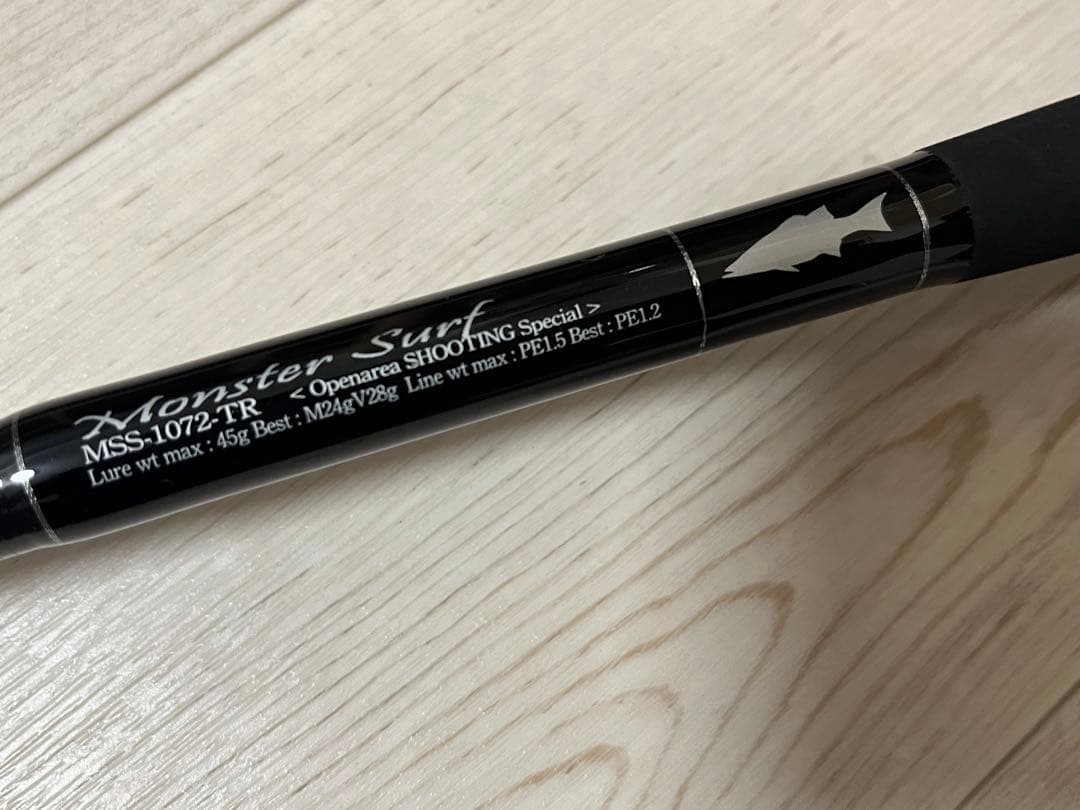 Monster Surf
MSS-1072-TR < Openarea SHOOTING Special >
Lure wt max : 45g Best : M24gV28g Line wt max : PE1.5 Best : PE1.2